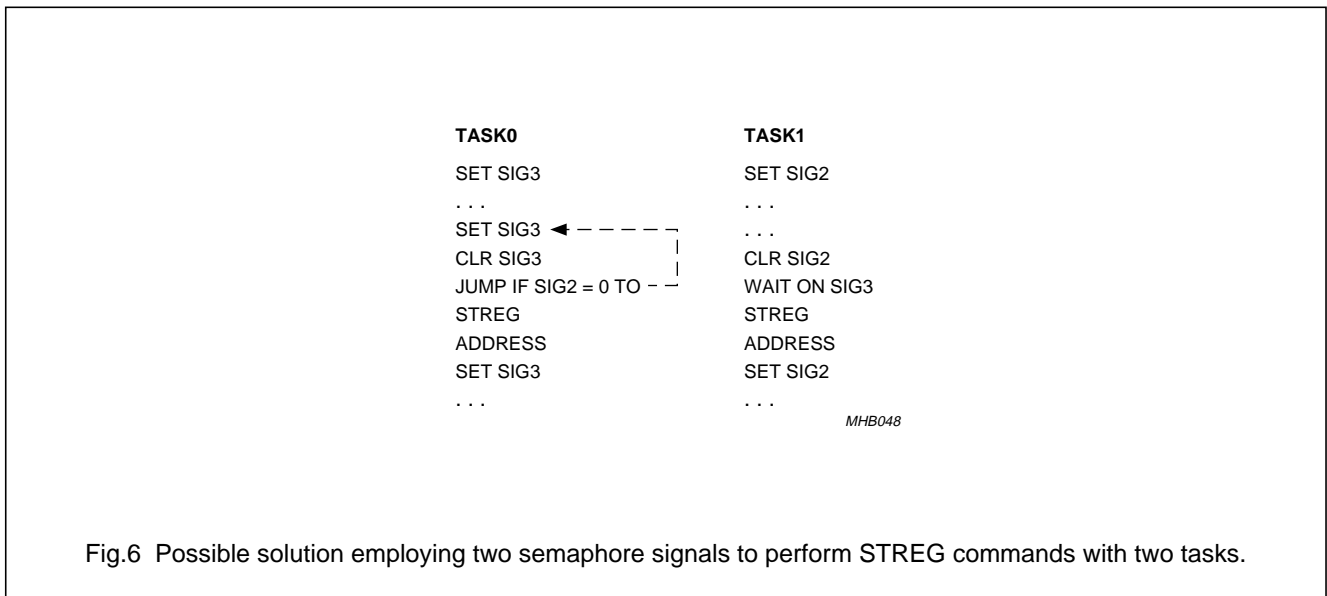 TASK0 TASK1
SET SIG3 SET SIG2
. . . . . .
SET SIG3 . . .
CLR SIG3 CLR SIG2
JUMP IF SIG2 = 0 TO WAIT ON SIG3
STREG STREG
ADDRESS ADDRESS
SET SIG3 SET SIG2
. . . . . .
MHB048
Fig.6 Possible solution employing two semaphore signals to perform STREG commands with two tasks.